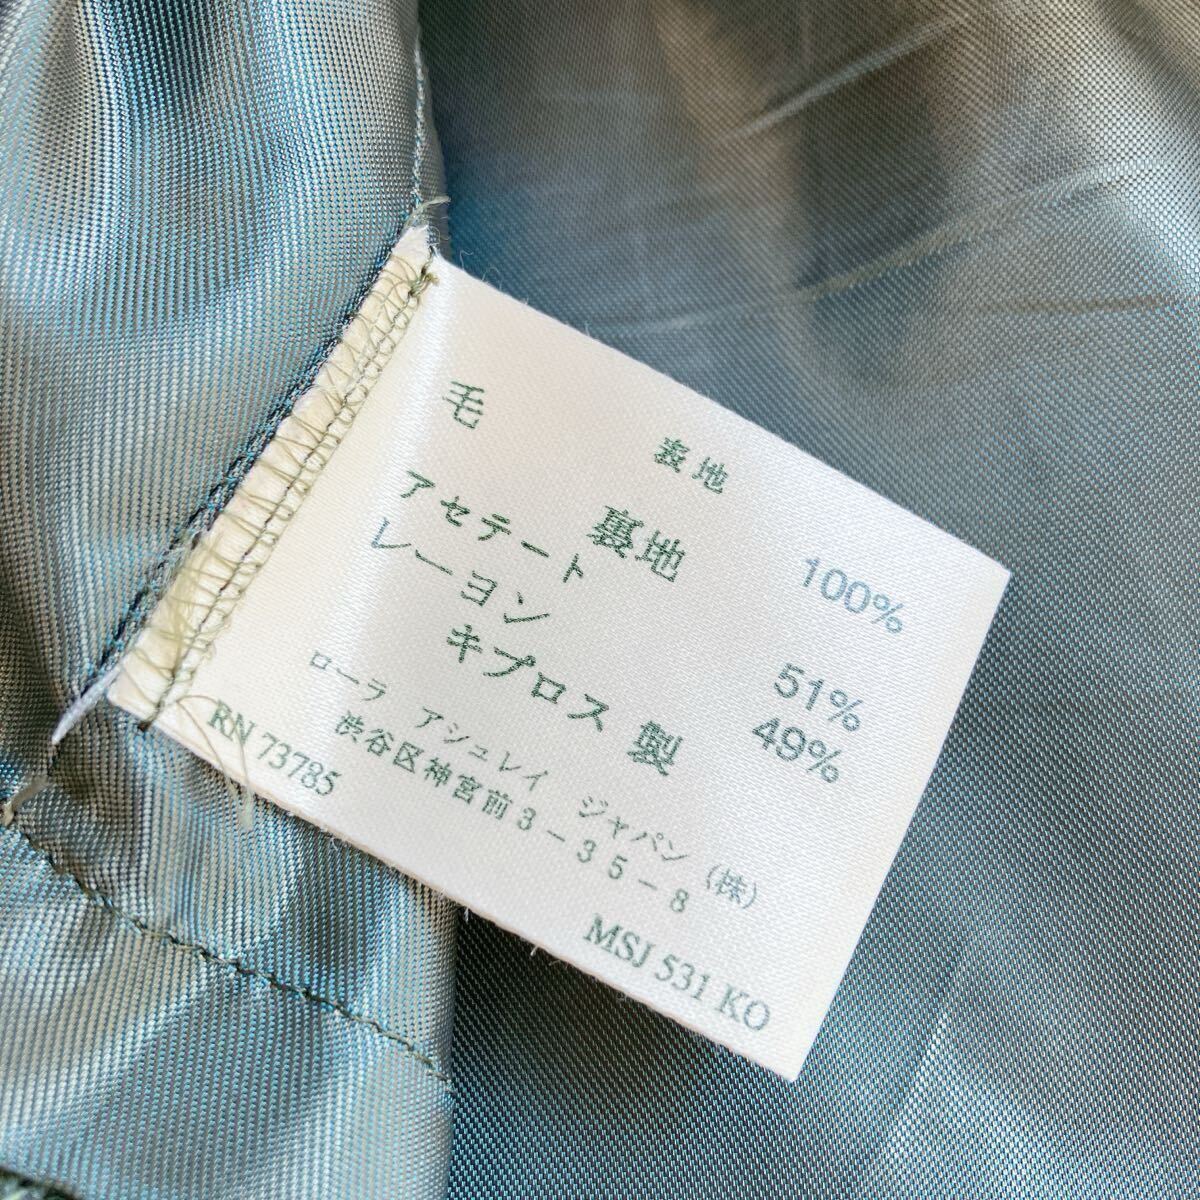 裏地
毛 100%
裏地
アセテート 51%
レーヨン 49%
キプロス 製
ローラ アシュレイ ジャパン (株)
渋谷区神宮前3-35-8
RN 73785 MSJ 531 KO